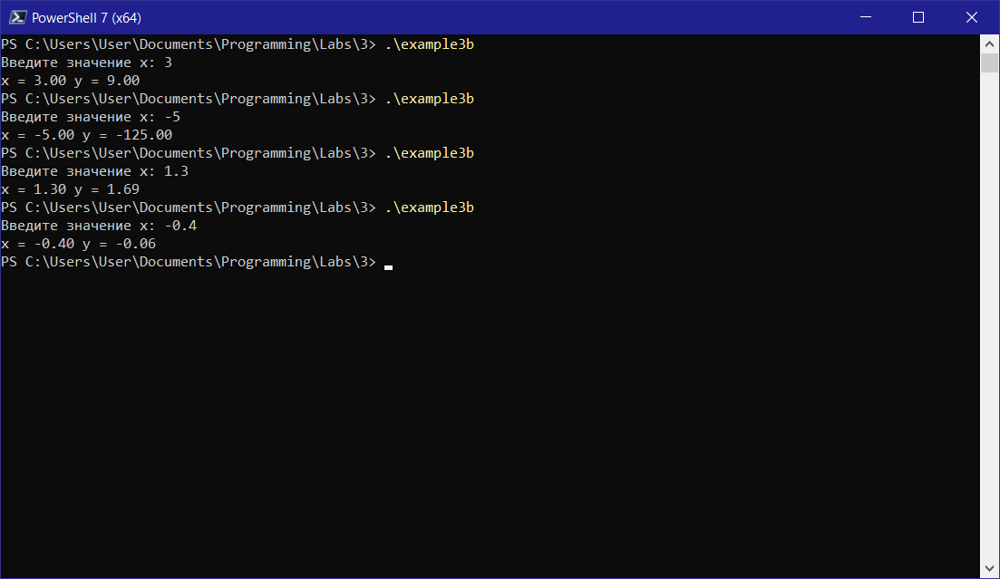 PowerShell 7 (x64)
PS C:\Users\User\Documents\Programming\Labs\3> .\example3b
Введите значение x: 3
x = 3.00 y = 9.00
PS C:\Users\User\Documents\Programming\Labs\3> .\example3b
Введите значение x: -5
x = -5.00 y = -125.00
PS C:\Users\User\Documents\Programming\Labs\3> .\example3b
Введите значение x: 1.3
x = 1.30 y = 1.69
PS C:\Users\User\Documents\Programming\Labs\3> .\example3b
Введите значение x: -0.4
x = -0.40 y = -0.06
PS C:\Users\User\Documents\Programming\Labs\3>